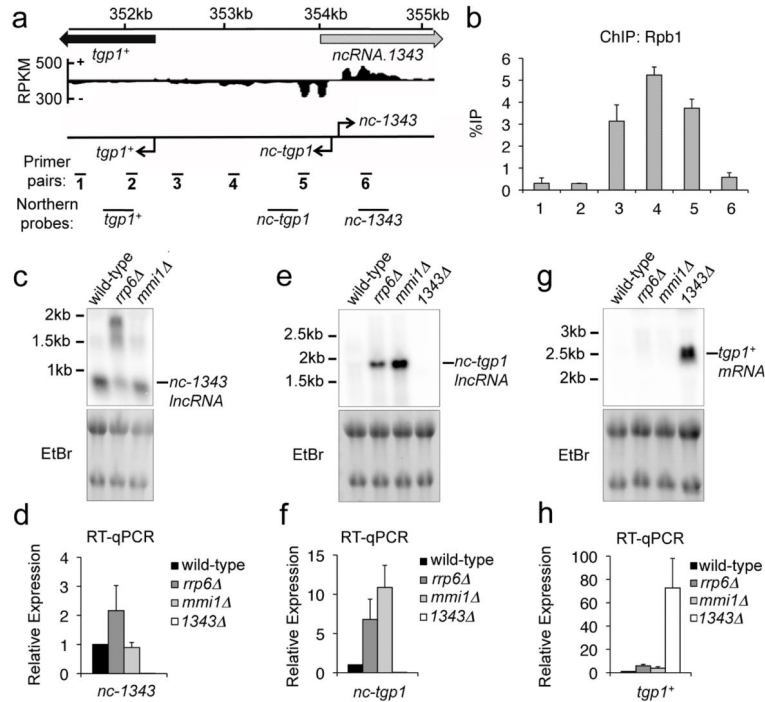 a
352kb 353kb 354kb 355kb
tgp1+ ncRNA.1343
RPKM
500 +
300 -
nc-1343
tgp1+ nc-tgp1
Primer pairs: 1 2 3 4 5 6
Northern probes: tgp1+ nc-tgp1 nc-1343
b
ChIP: Rpb1
%IP
6
5
4
3
2
1
0
1 2 3 4 5 6
c
wild-type rrp6Δ mmi1Δ
2kb
1.5kb
1kb
nc-1343 lncRNA
EtBr
d
RT-qPCR
Relative Expression
4
3
2
1
0
wild-type
rrp6Δ
mmi1Δ
1343Δ
nc-1343
e
wild-type rrp6Δ mmi1Δ 1343Δ
2.5kb
2kb
1.5kb
nc-tgp1 lncRNA
EtBr
f
RT-qPCR
Relative Expression
15
10
5
0
wild-type
rrp6Δ
mmi1Δ
1343Δ
nc-tgp1
g
wild-type rrp6Δ mmi1Δ 1343Δ
3kb
2.5kb
2kb
tgp1+ mRNA
EtBr
h
RT-qPCR
Relative Expression
100
80
60
40
20
0
wild-type
rrp6Δ
mmi1Δ
1343Δ
tgp1+